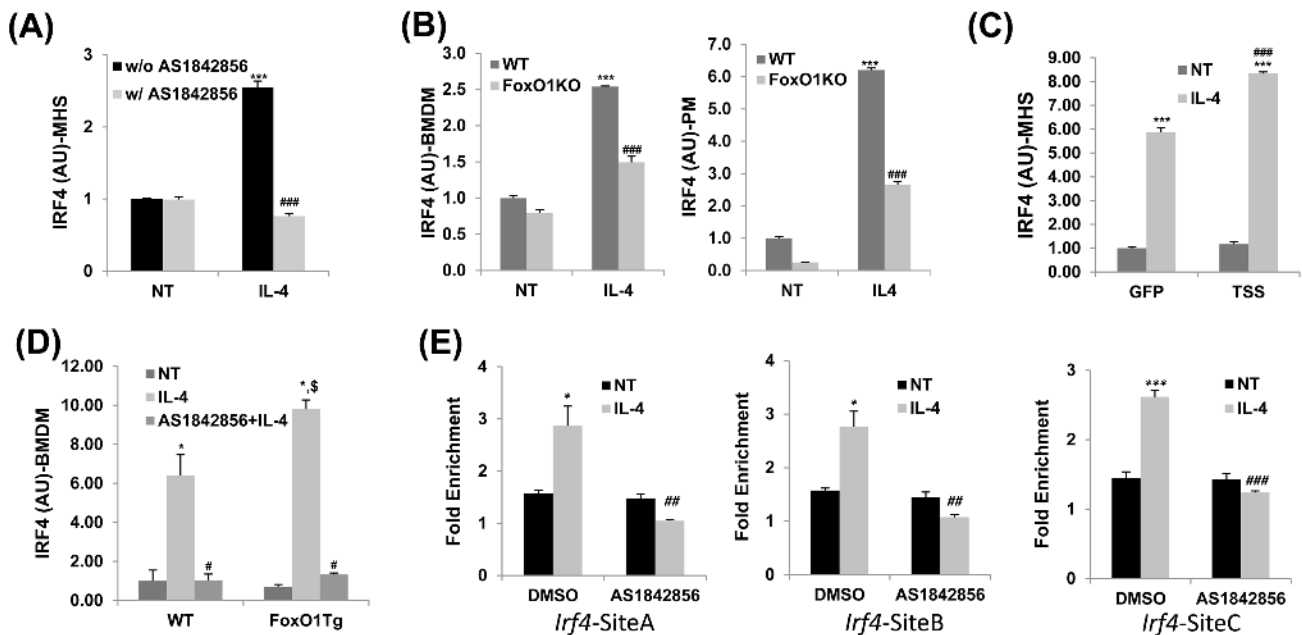 (A)
IRF4 (AU)-MHS
3
2
1
0
w/o AS1842856
w/ AS1842856
***
###
NT IL-4
(B)
IRF4 (AU)-BMDM
3.0
2.5
2.0
1.5
1.0
0.5
0.0
WT
FoxO1KO
***
###
NT IL-4
IRF4 (AU)-PM
7.0
6.0
5.0
4.0
3.0
2.0
1.0
0.0
WT
FoxO1KO
***
###
NT IL4
(C)
IRF4 (AU)-MHS
9.00
8.00
7.00
6.00
5.00
4.00
3.00
2.00
1.00
0.00
NT
IL-4
***
###
***
GFP TSS
(D)
IRF4 (AU)-BMDM
12.00
10.00
8.00
6.00
4.00
2.00
0.00
NT
IL-4
AS1842856+IL-4
*
#
*,$
#
WT FoxO1Tg
(E)
Fold Enrichment
4
3
2
1
0
NT
IL-4
*
##
DMSO AS1842856
Irf4-SiteA
Fold Enrichment
4
3
2
1
0
NT
IL-4
*
##
DMSO AS1842856
Irf4-SiteB
Fold Enrichment
3
2
1
0
NT
IL-4
***
###
DMSO AS1842856
Irf4-SiteC